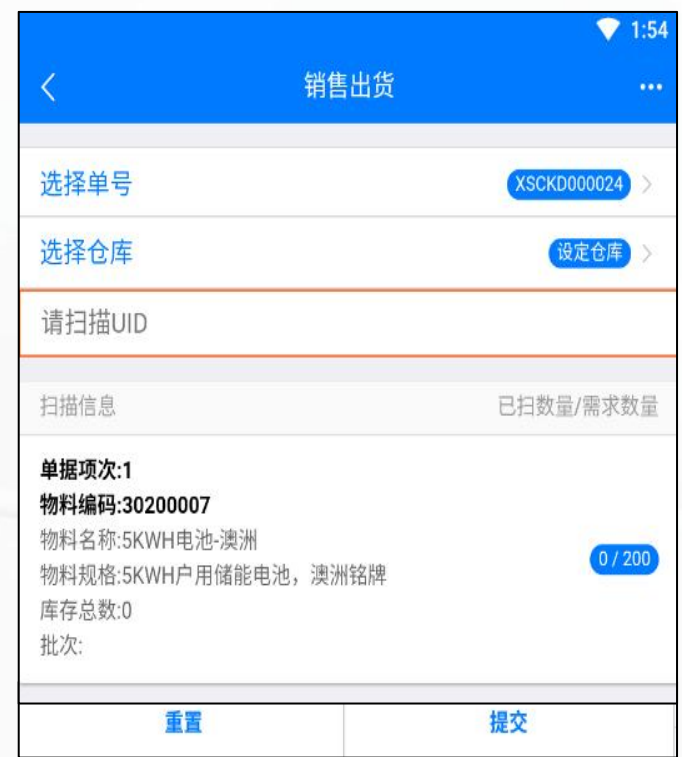 1:54
销售出货
选择单号 XSCKD000024
选择仓库 设定仓库
请扫描UID
扫描信息 已扫数量/需求数量
单据项次:1
物料编码:30200007
物料名称:5KWH电池-澳洲
物料规格:5KWH户用储能电池，澳洲铭牌
0 / 200
库存总数:0
批次:
重置 提交